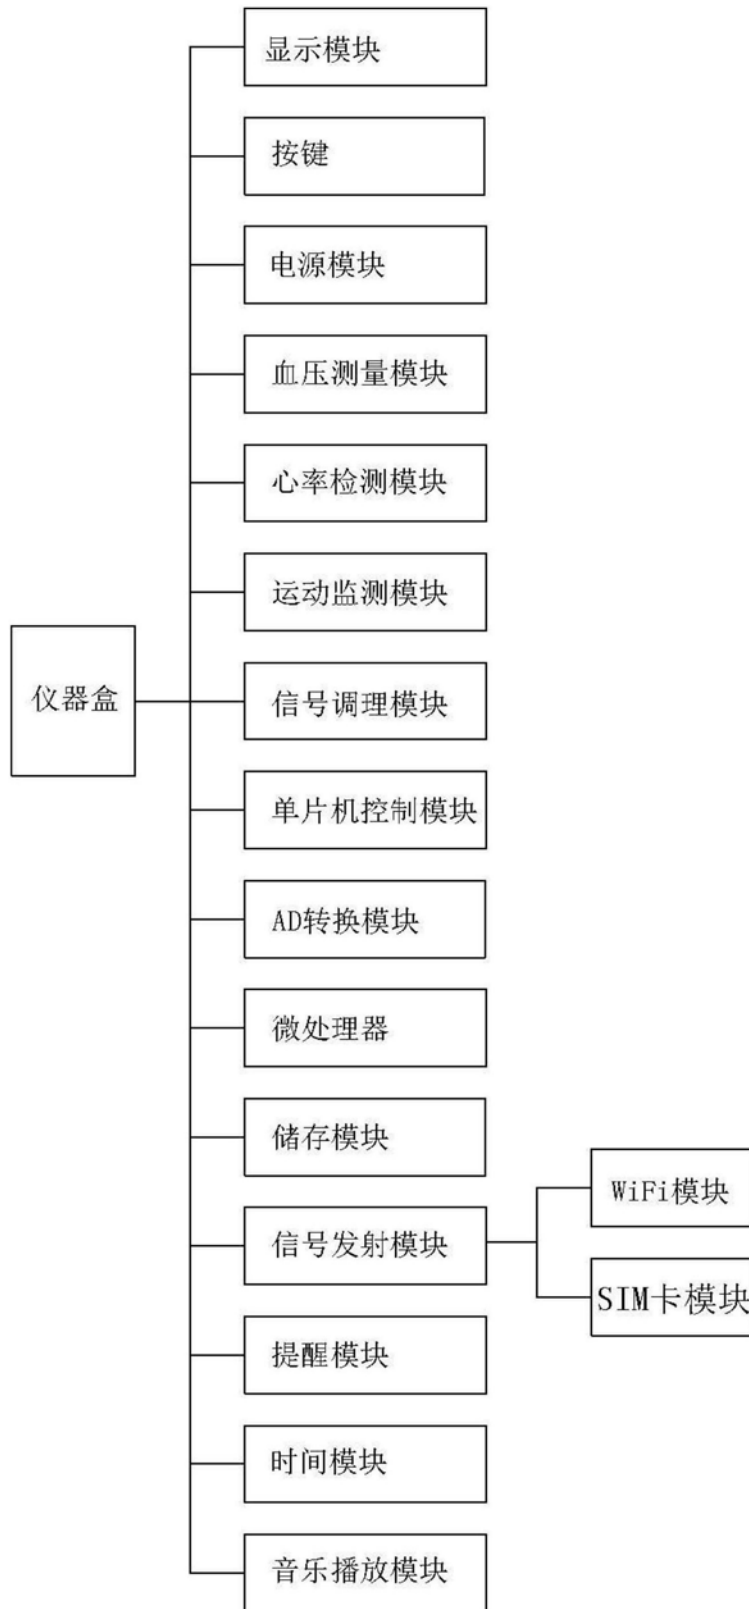 显示模块
按键
电源模块
血压测量模块
心率检测模块
运动监测模块
仪器盒
信号调理模块
单片机控制模块
AD转换模块
微处理器
储存模块
WiFi模块
信号发射模块
SIM卡模块
提醒模块
时间模块
音乐播放模块